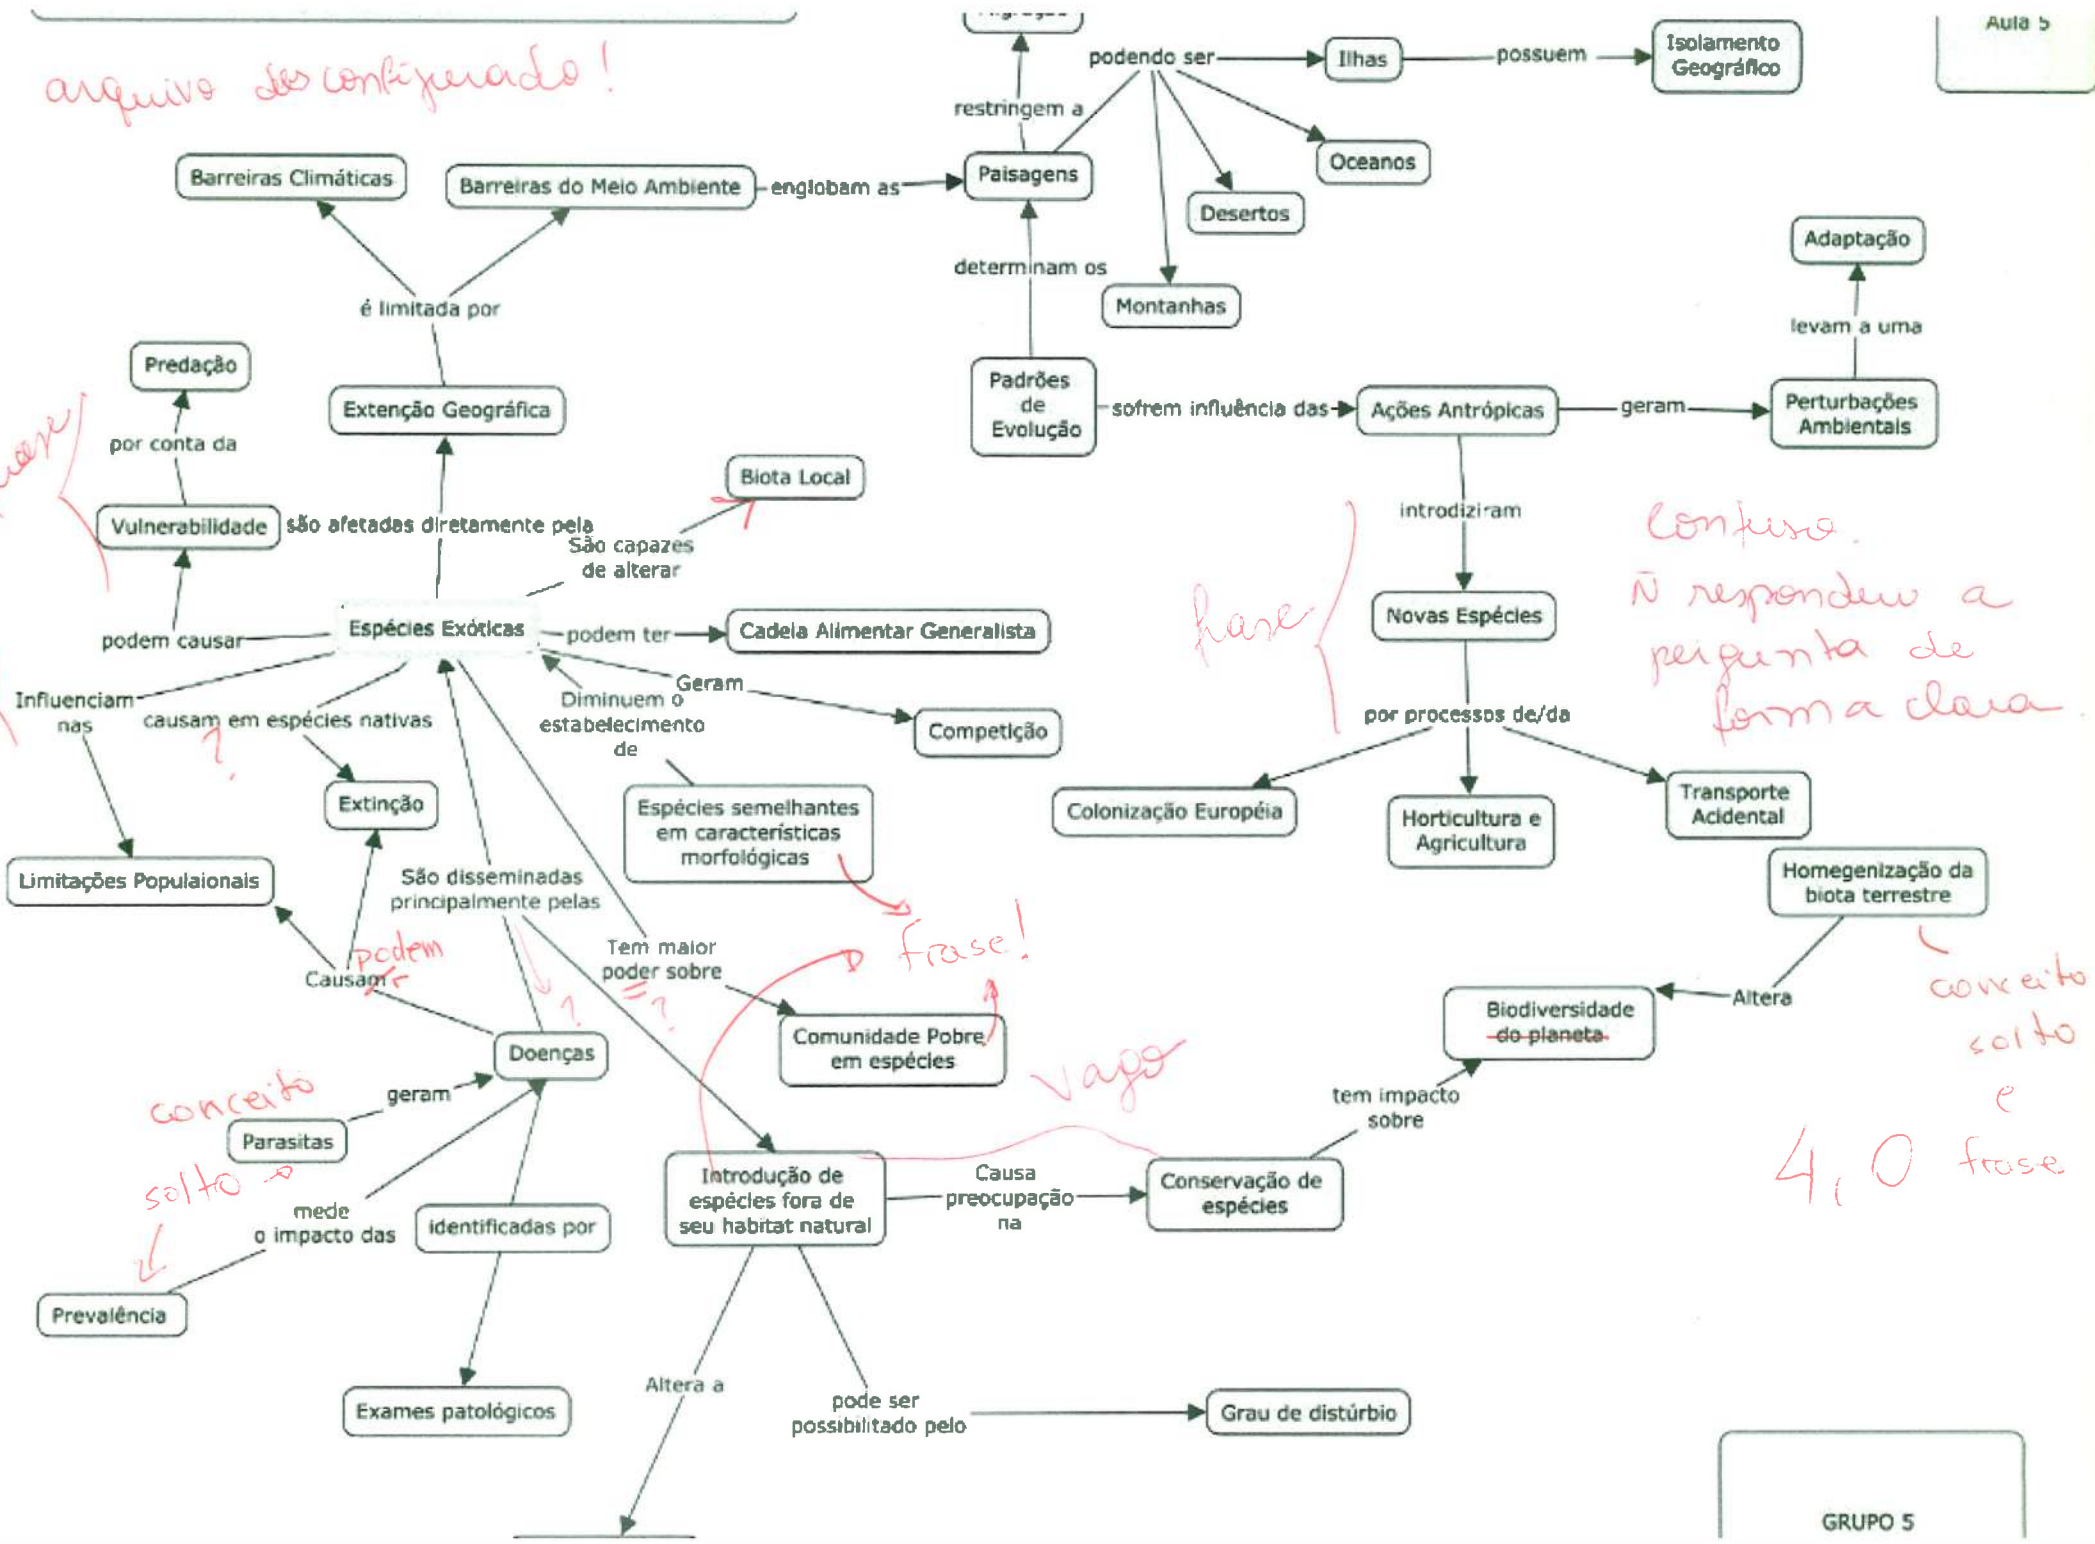 Aula 5
arquivo desconfigurado!
podendo ser
Ilhas
possuem
Isolamento
Geográfico
restringem a
Oceanos
Barreiras Climáticas
Barreiras do Meio Ambiente
englobam as
Paisagens
Desertos
Adaptação
determinam os
Montanhas
é limitada por
levam a uma
Predação
Extenção Geográfica
Padrões
de
Evolução
sofrem influência das
Ações Antrópicas
geram
Perturbações
Ambientais
por conta da
Biota Local
Vulnerabilidade
são afetadas diretamente pela
São capazes
de alterar
introdiziram
Confuso.
Ñ respondeu a
pergunta de
forma clara.
frase
Novas Espécies
podem causar
Espécies Exóticas
podem ter
Cadeia Alimentar Generalista
Influenciam
nas
causam em espécies nativas
?
Geram
Diminuem o
estabelecimento
de
Competição
por processos de/da
Extinção
Espécies semelhantes
em características
morfológicas
Colonização Européia
Horticultura e
Agricultura
Transporte
Acidental
Limitações Populaionais
São disseminadas
principalmente pelas
Homegenização da
biota terrestre
frase!
Tem maior
poder sobre
?
podem
Causam
?
conceito
solto
e
frase
4,0
Biodiversidade
do planeta
Altera
Comunidade Pobre
em espécies
Doenças
vago
conceito
solto
geram
Parasitas
tem impacto
sobre
Introdução de
espécies fora de
seu habitat natural
Causa
preocupação
na
Conservação de
espécies
mede
o impacto das
identificadas por
Prevalência
Altera a
pode ser
possibilitado pelo
Grau de distúrbio
Exames patológicos
GRUPO 5